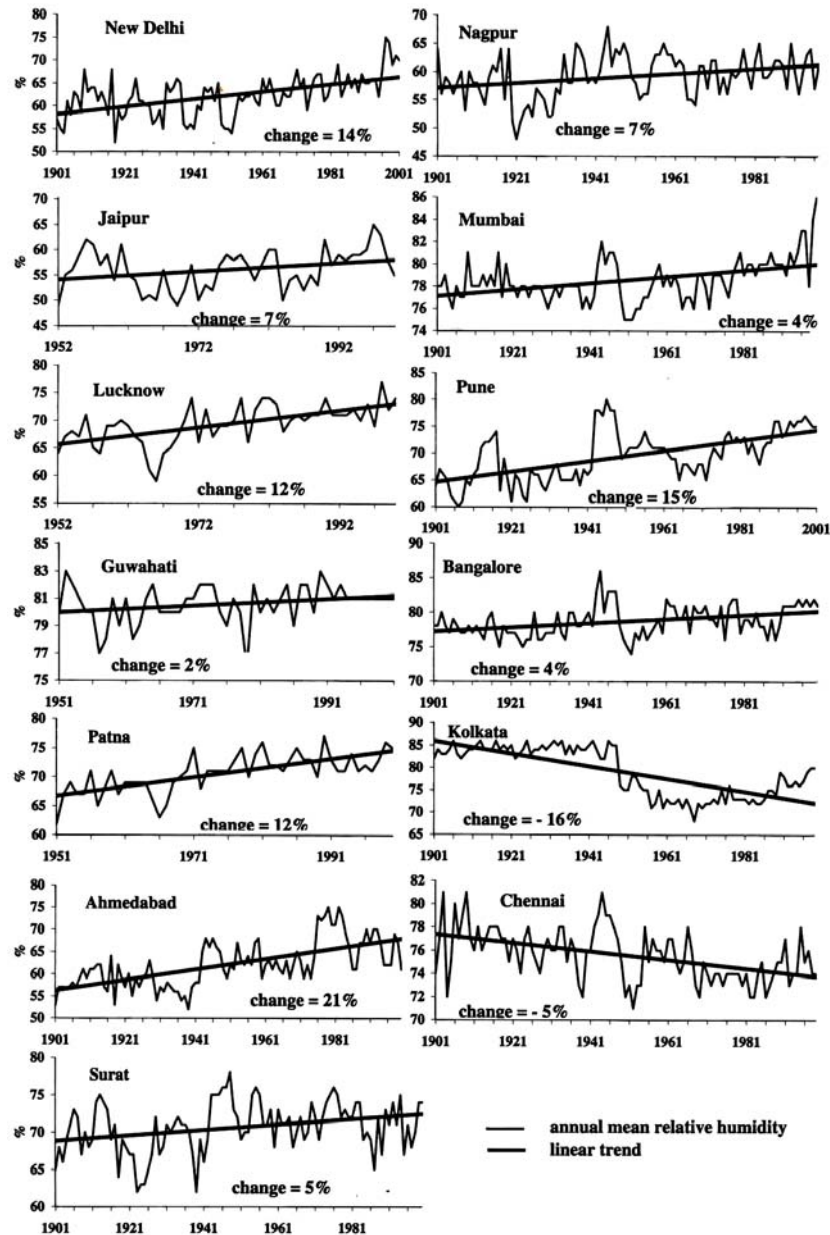 New Delhi
%
80
75
70
65
60
55
50
change = 14%
1901 1921 1941 1961 1981 2001
Nagpur
70
65
60
55
50
45
change = 7%
1901 1921 1941 1961 1981
Jaipur
%
70
65
60
55
50
45
change = 7%
1952 1972 1992
Mumbai
86
84
82
80
78
76
74
change = 4%
1901 1921 1941 1961 1981
Lucknow
%
80
75
70
65
60
55
change = 12%
1952 1972 1992
Pune
85
80
75
70
65
60
change = 15%
1901 1921 1941 1961 1981 2001
Guwahati
%
85
83
81
79
77
75
change = 2%
1951 1971 1991
Bangalore
90
85
80
75
70
change = 4%
1901 1921 1941 1961 1981
Patna
%
80
75
70
65
60
change = 12%
1951 1971 1991
Kolkata
90
85
80
75
70
65
change = - 16%
1901 1921 1941 1961 1981
Ahmedabad
%
80
75
70
65
60
55
50
change = 21%
1901 1921 1941 1961 1981
Chennai
82
80
78
76
74
72
70
change = - 5%
1901 1921 1941 1961 1981
Surat
%
80
75
70
65
60
change = 5%
1901 1921 1941 1961 1981
annual mean relative humidity
linear trend